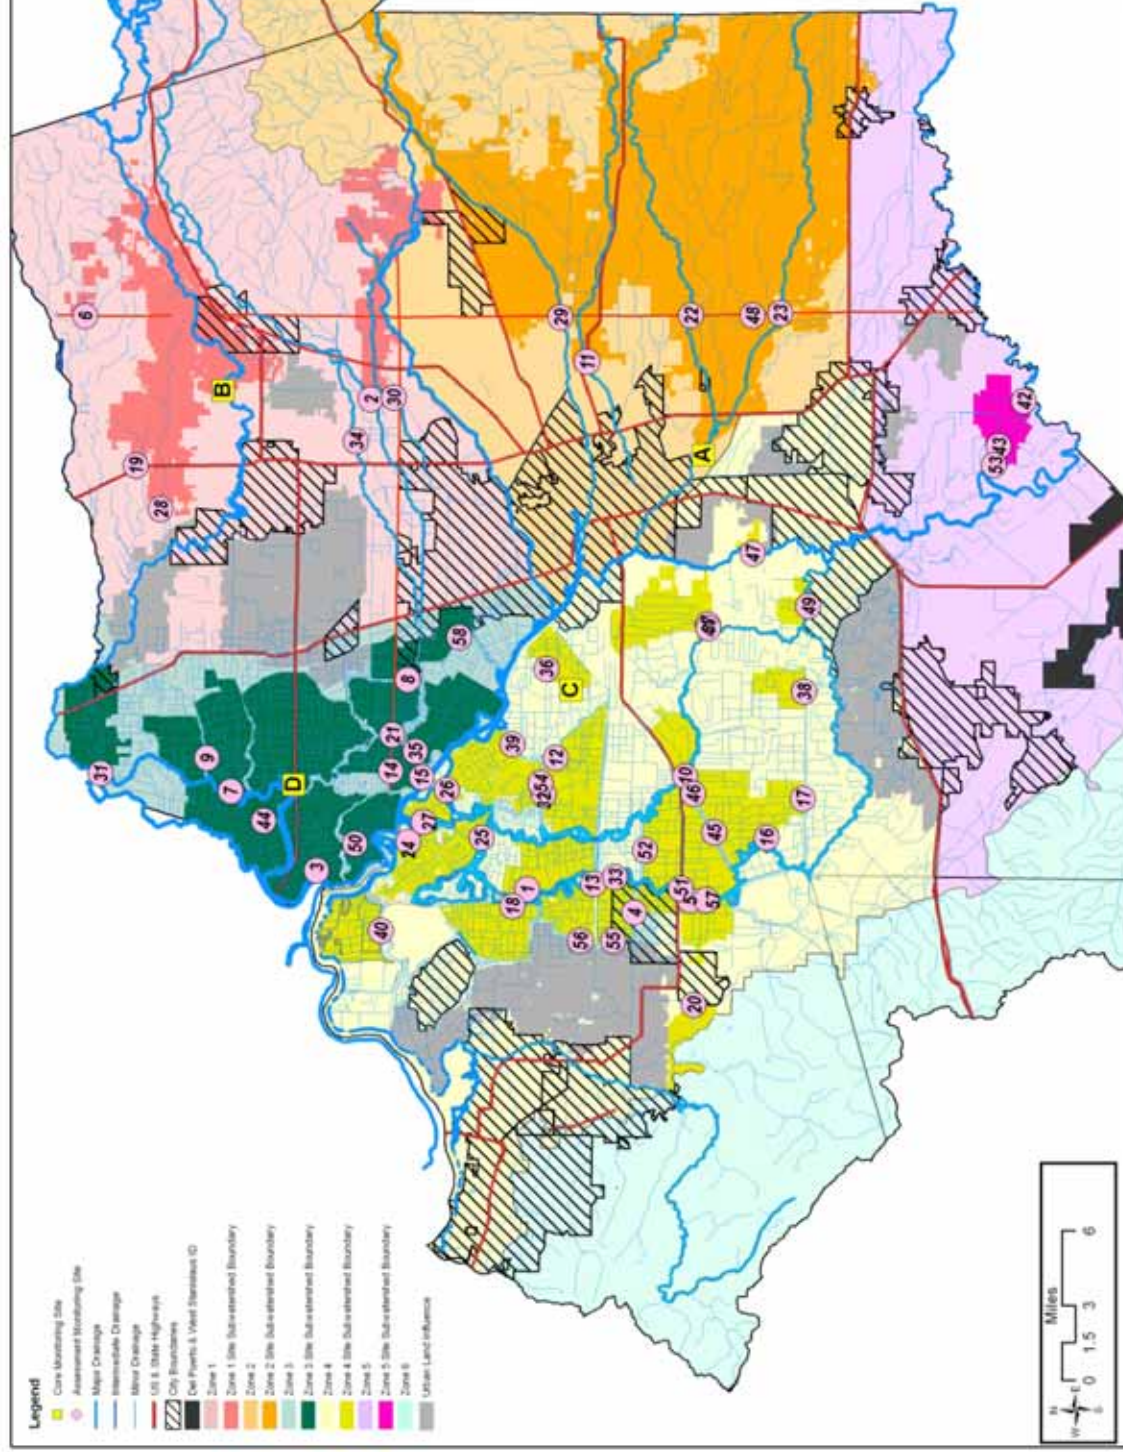 Legend
Core Monitoring Site
Assessment Monitoring Site
Major Drainage
Intermediate Drainage
Minor Drainage
US & State Highways
City Boundaries
Del Puerto & West Stanislaus ID
Zone 1
Zone 1 Site Subwatershed Boundary
Zone 2
Zone 2 Site Subwatershed Boundary
Zone 3
Zone 3 Site Subwatershed Boundary
Zone 4
Zone 4 Site Subwatershed Boundary
Zone 5
Zone 5 Site Subwatershed Boundary
Zone 6
Urban Land Influence
N
W E
S
Miles
0 1.5 3 6
6
B
19
28
2
30
34
29
11
22
48
23
A
42
53
43
47
49
58
8
36
C
38
31
9
7
D
44
21
14
35
15
39
12
54
26
27
24
50
3
25
10
46
17
45
16
52
1
18
13
33
4
51
5
57
40
56
55
20